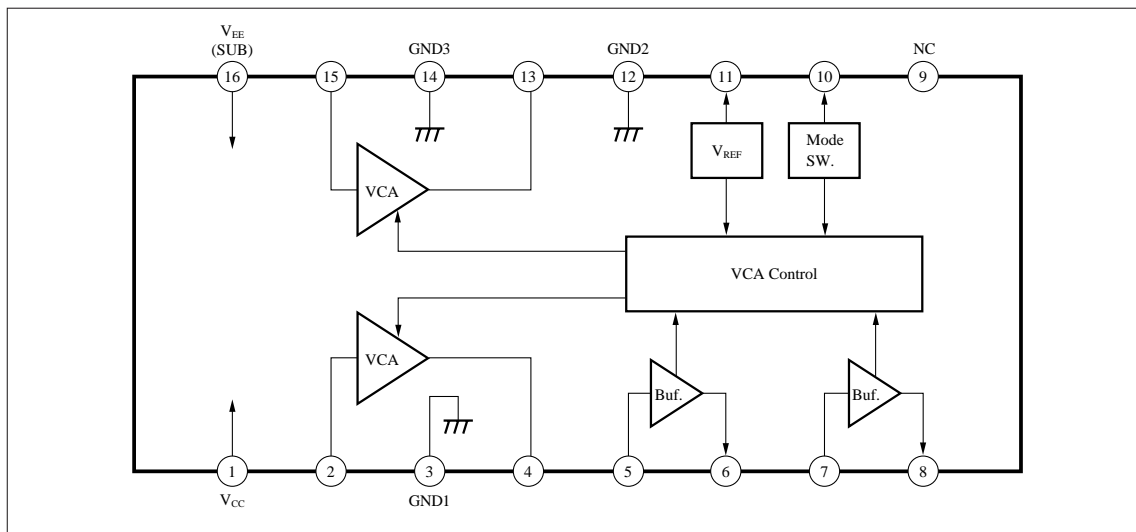 VEE
(SUB)
GND3
GND2
NC
16
15
14
13
12
11
10
9
VREF
Mode
SW.
VCA
VCA Control
VCA
Buf.
Buf.
1
2
3
4
5
6
7
8
VCC
GND1